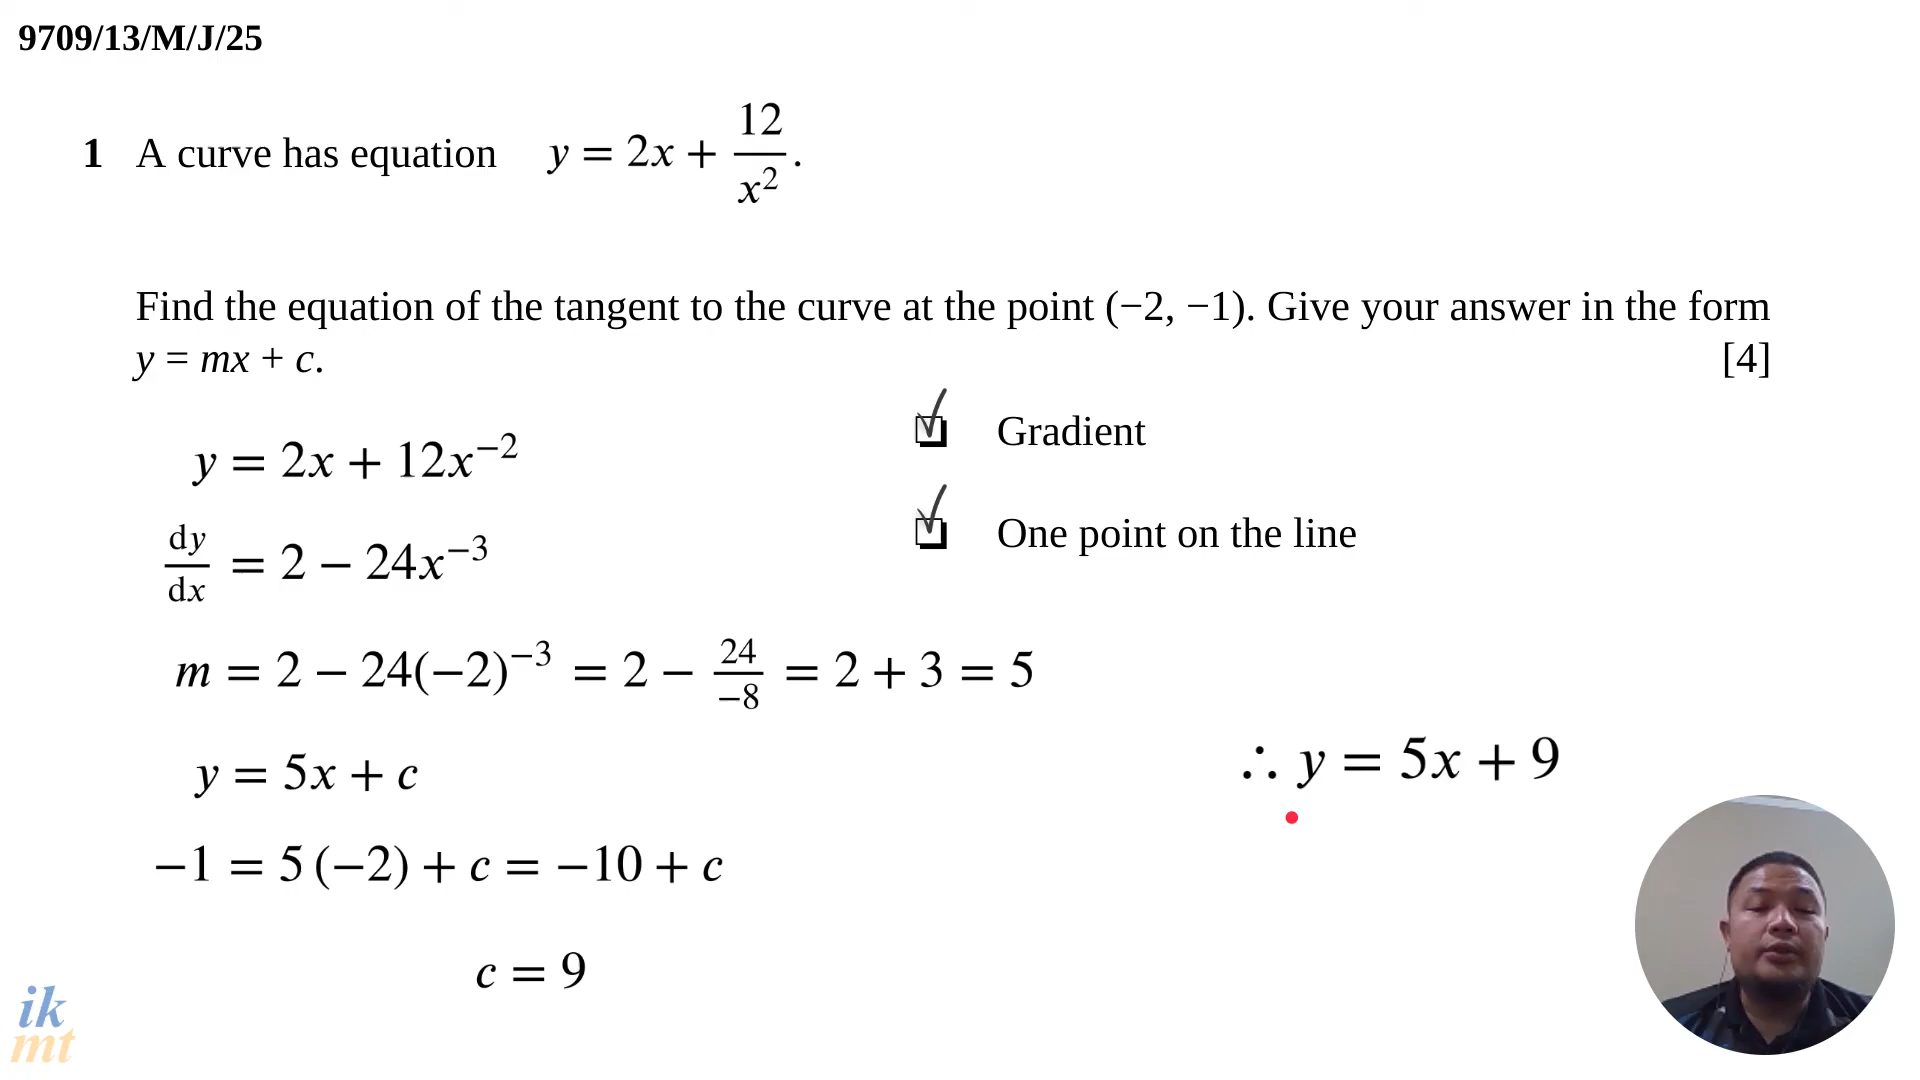 9709/13/M/J/25
1 A curve has equation y = 2x + 12/x².
Find the equation of the tangent to the curve at the point (−2, −1). Give your answer in the form
y = mx + c. [4]
Gradient
y = 2x + 12x⁻²
One point on the line
dy/dx = 2 − 24x⁻³
m = 2 − 24(−2)⁻³ = 2 − 24/−8 = 2 + 3 = 5
y = 5x + c
∴ y = 5x + 9
−1 = 5(−2) + c = −10 + c
c = 9
ik
mt